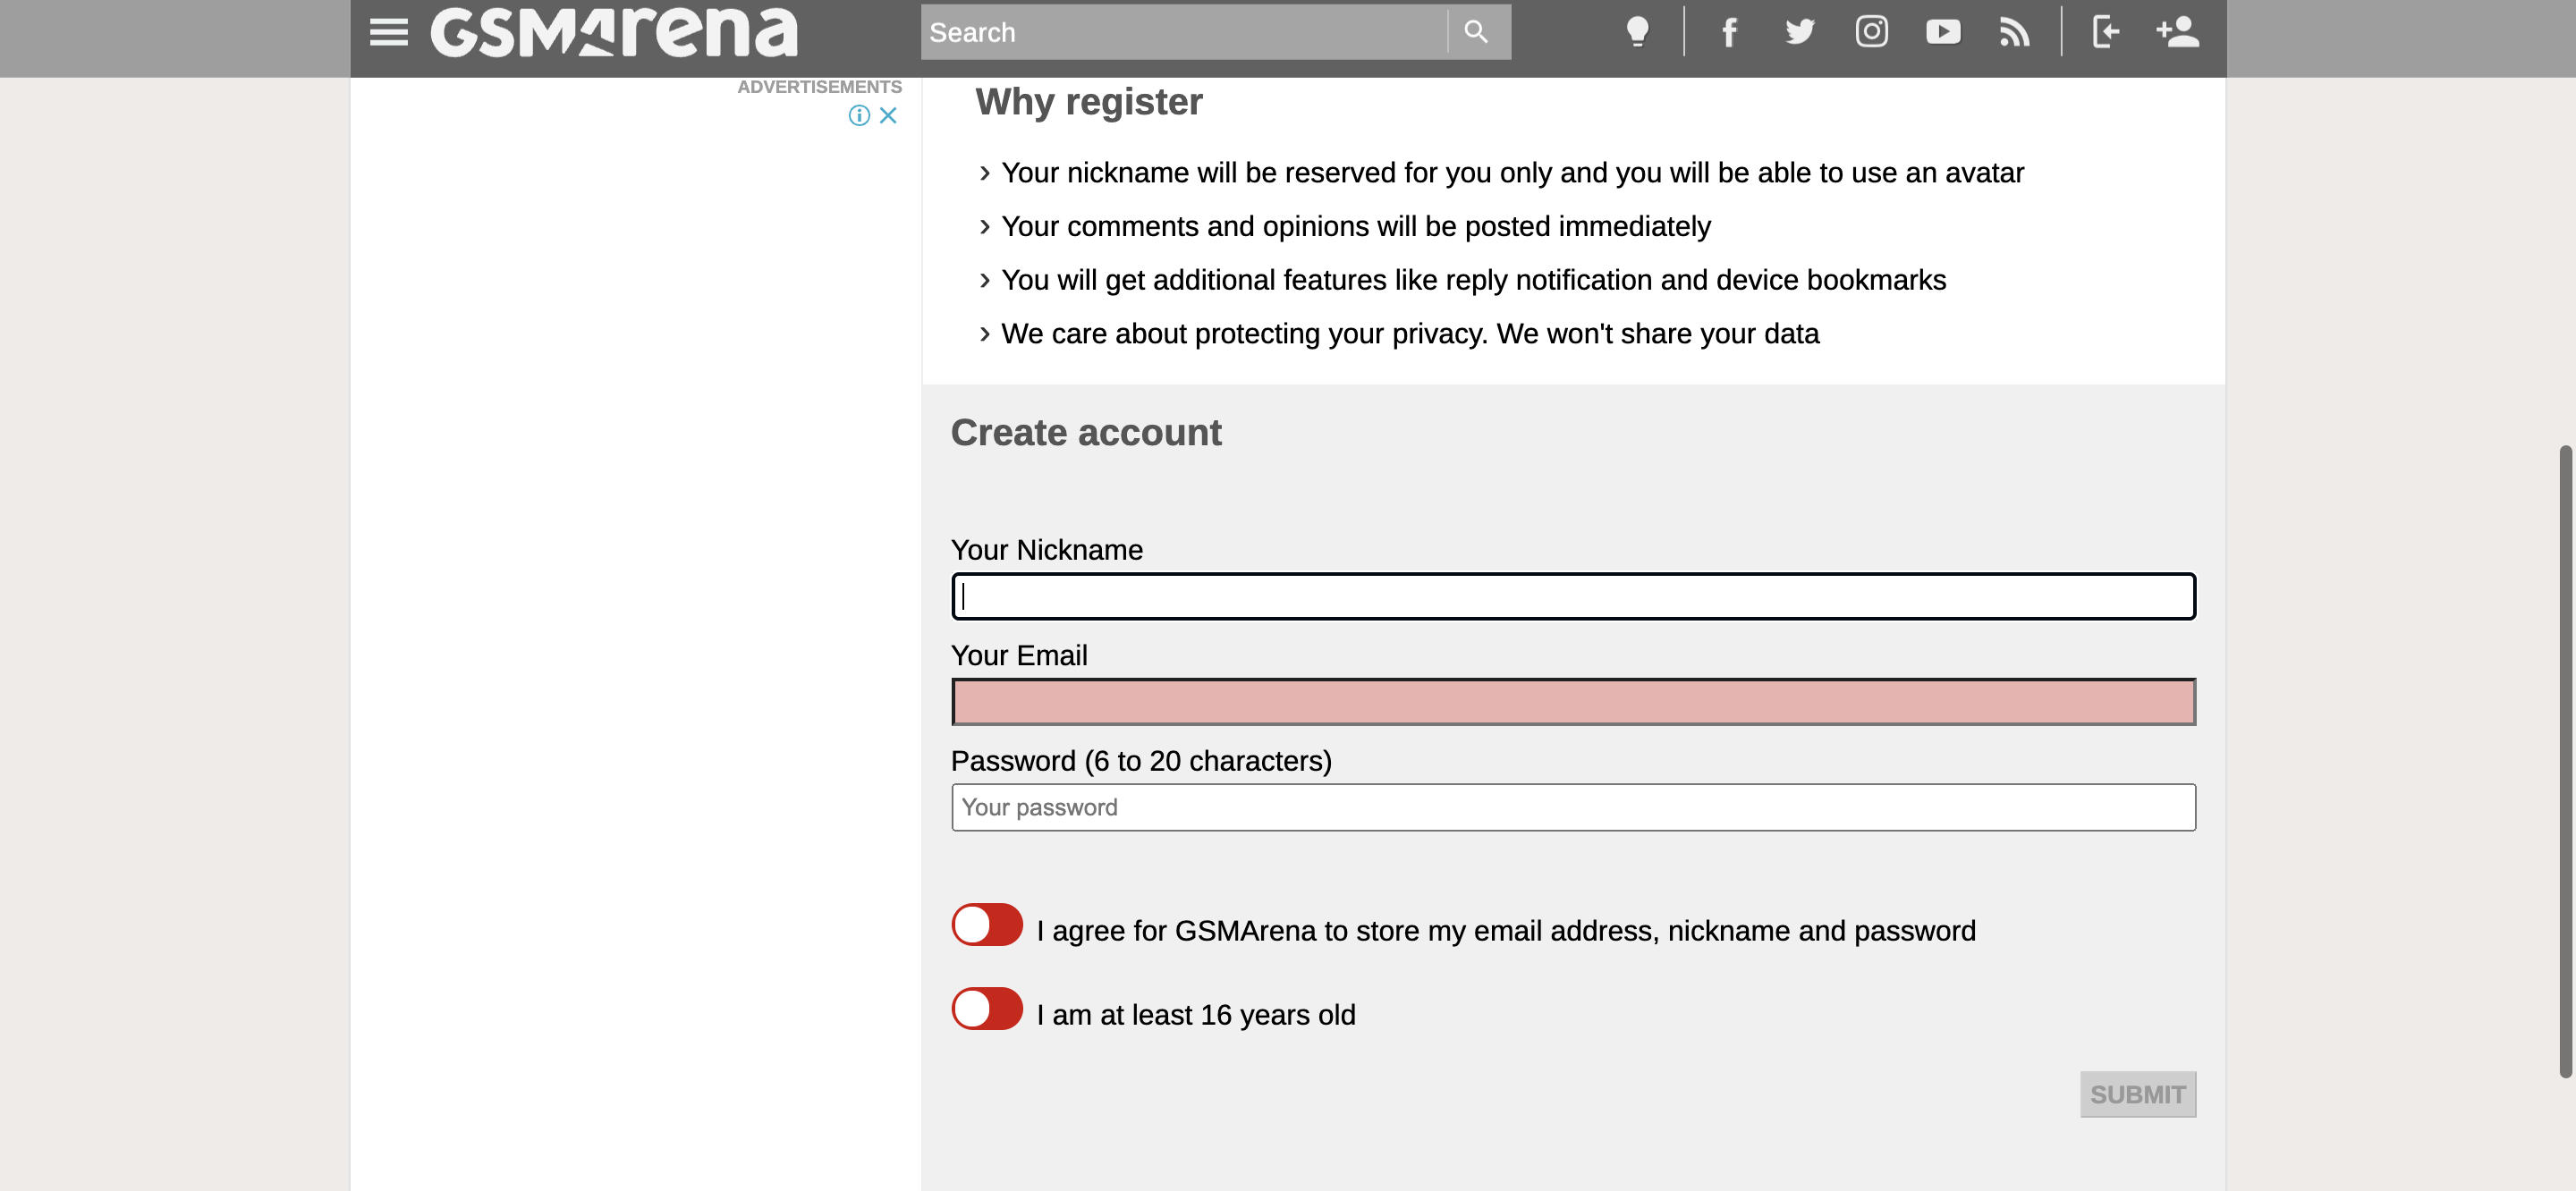 GSMArena
Search
ADVERTISEMENTS
Why register
› Your nickname will be reserved for you only and you will be able to use an avatar
› Your comments and opinions will be posted immediately
› You will get additional features like reply notification and device bookmarks
› We care about protecting your privacy. We won't share your data
Create account
Your Nickname
Your Email
Password (6 to 20 characters)
Your password
I agree for GSMArena to store my email address, nickname and password
I am at least 16 years old
SUBMIT